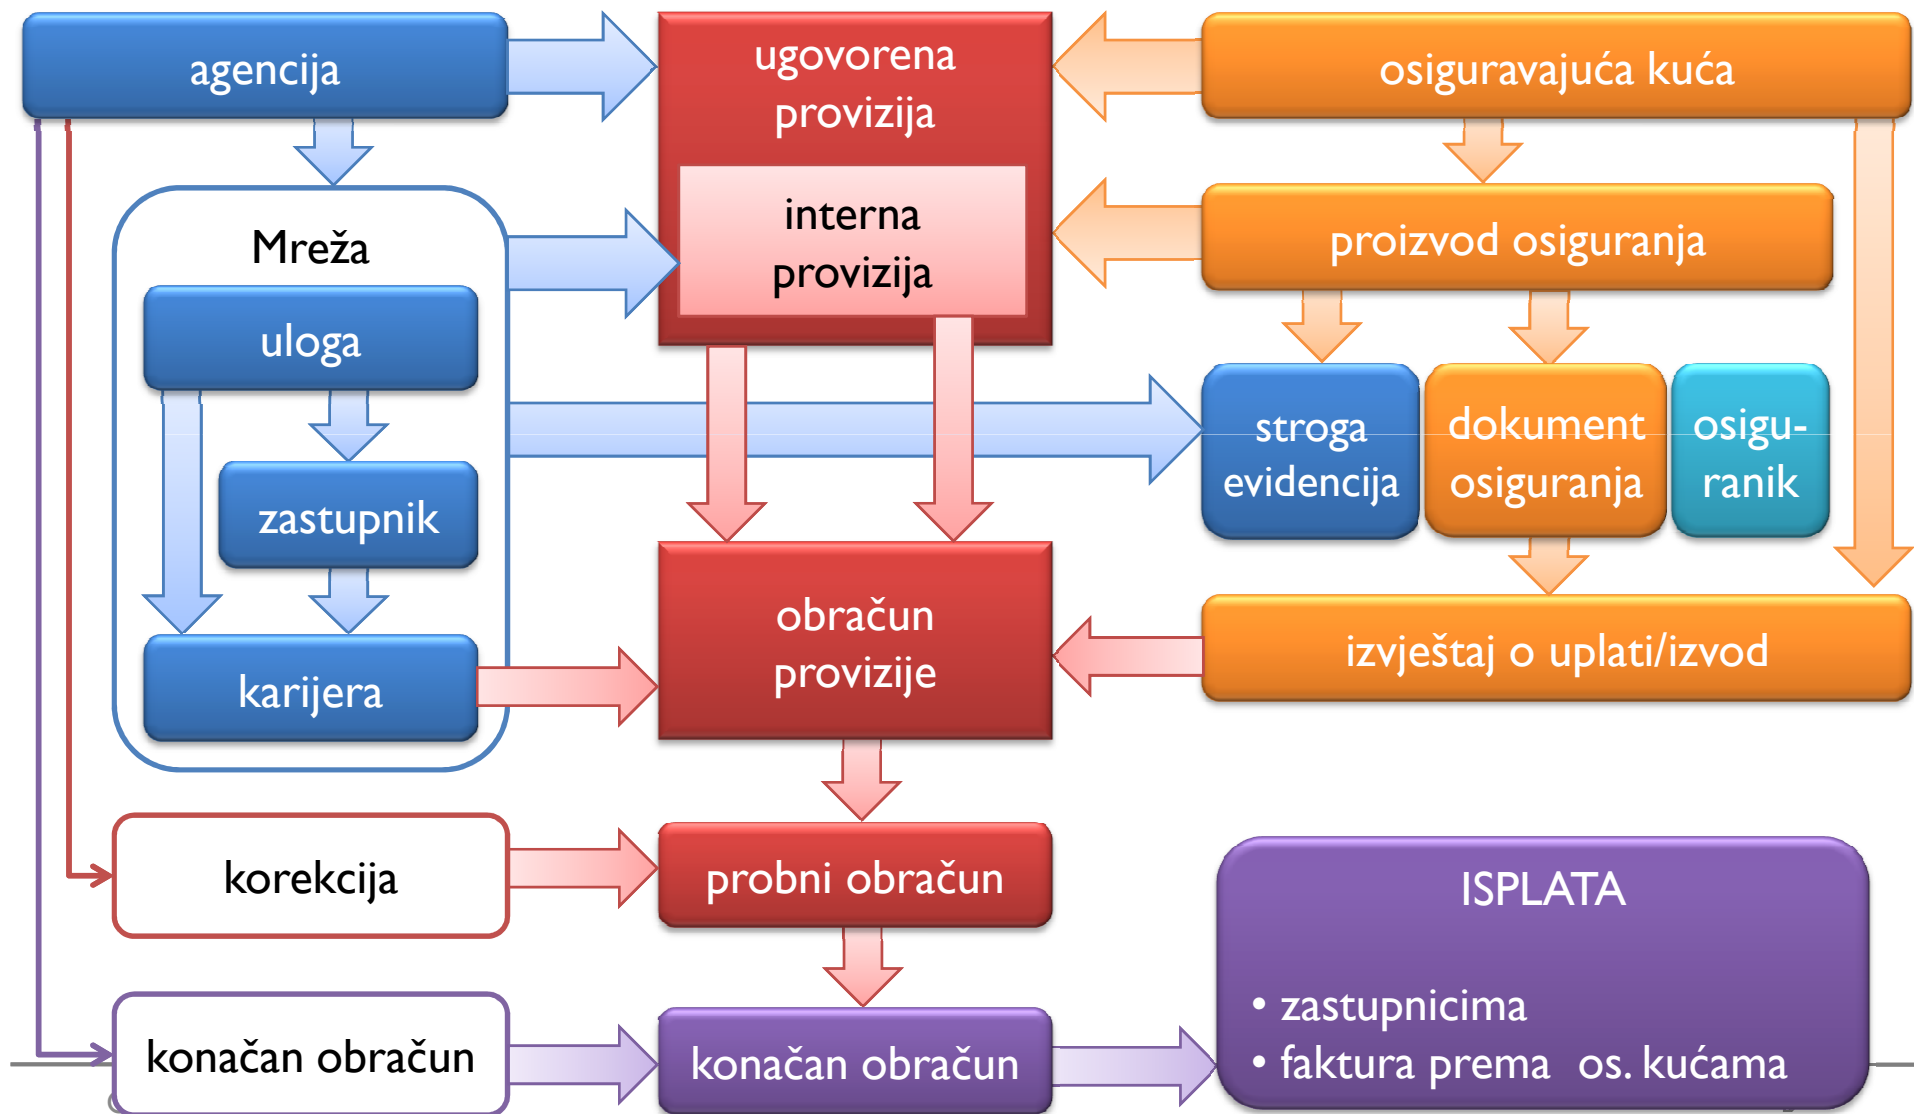 agencija
ugovorena
provizija
osiguravajuća kuća
interna
provizija
proizvod osiguranja
Mreža
uloga
zastupnik
karijera
stroga
evidencija
dokument
osiguranja
osigu-
ranik
obračun
provizije
izvještaj o uplati/izvod
korekcija
probni obračun
konačan obračun
konačan obračun
ISPLATA
• zastupnicima
• faktura prema os. kućama